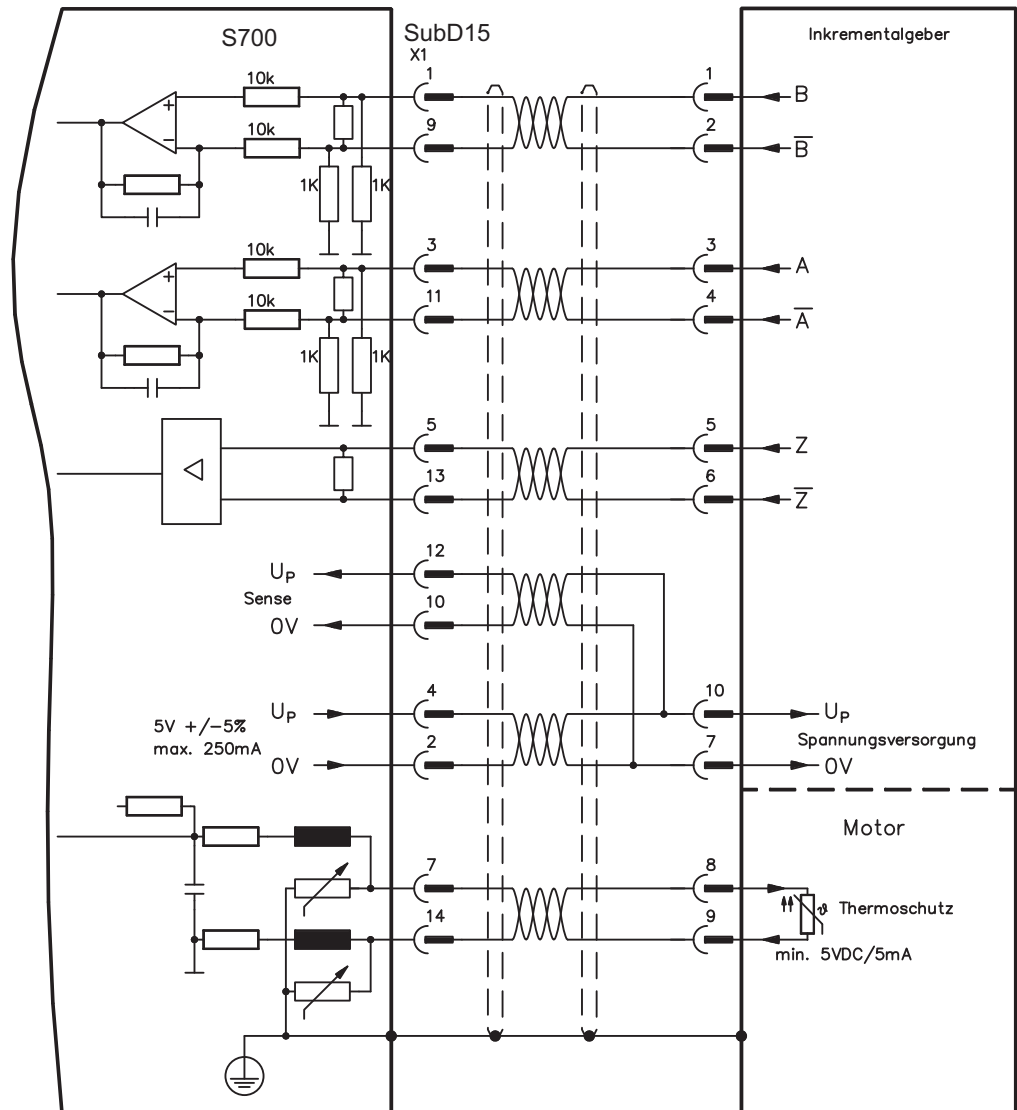 S700
SubD15
X1
Inkrementalgeber
10k
1
1
B
10k
9
2
B̅
1K
1K
10k
3
3
A
10k
11
4
A̅
1K
1K
5
5
Z
13
6
Z̅
UP
12
Sense
0V
10
5V +/-5%
max. 250mA
UP
4
10
UP
Spannungsversorgung
0V
2
7
0V
Motor
7
8
ϑ Thermoschutz
14
9
min. 5VDC/5mA